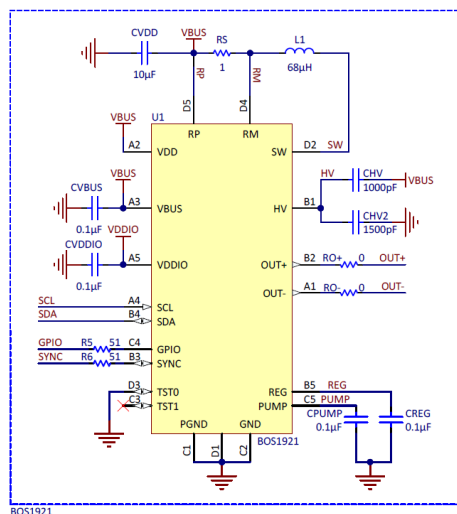 CVDD
VBUS
RS
L1
10µF
1
68µH
RP
RM
VBUS
U1
D5
D4
RP
RM
A2
VDD
SW
D2
SW
VBUS
HV
CHV
VBUS
1000pF
CVBUS
A3
VBUS
HV
B1
0.1µF
VDDIO
CHV2
1500pF
CVDDIO
A5
VDDIO
OUT+
B2
RO+
0
OUT+
0.1µF
OUT-
A1
RO-
0
OUT-
SCL
A4
SCL
SDA
B4
SDA
GPIO
R5
51
C4
GPIO
SYNC
R6
51
B3
SYNC
D3
TST0
REG
B5
REG
C3
TST1
PUMP
C5
PUMP
PGND
GND
CPUMP
CREG
0.1µF
0.1µF
BOS1921
C1
D1
C2
BOS1921